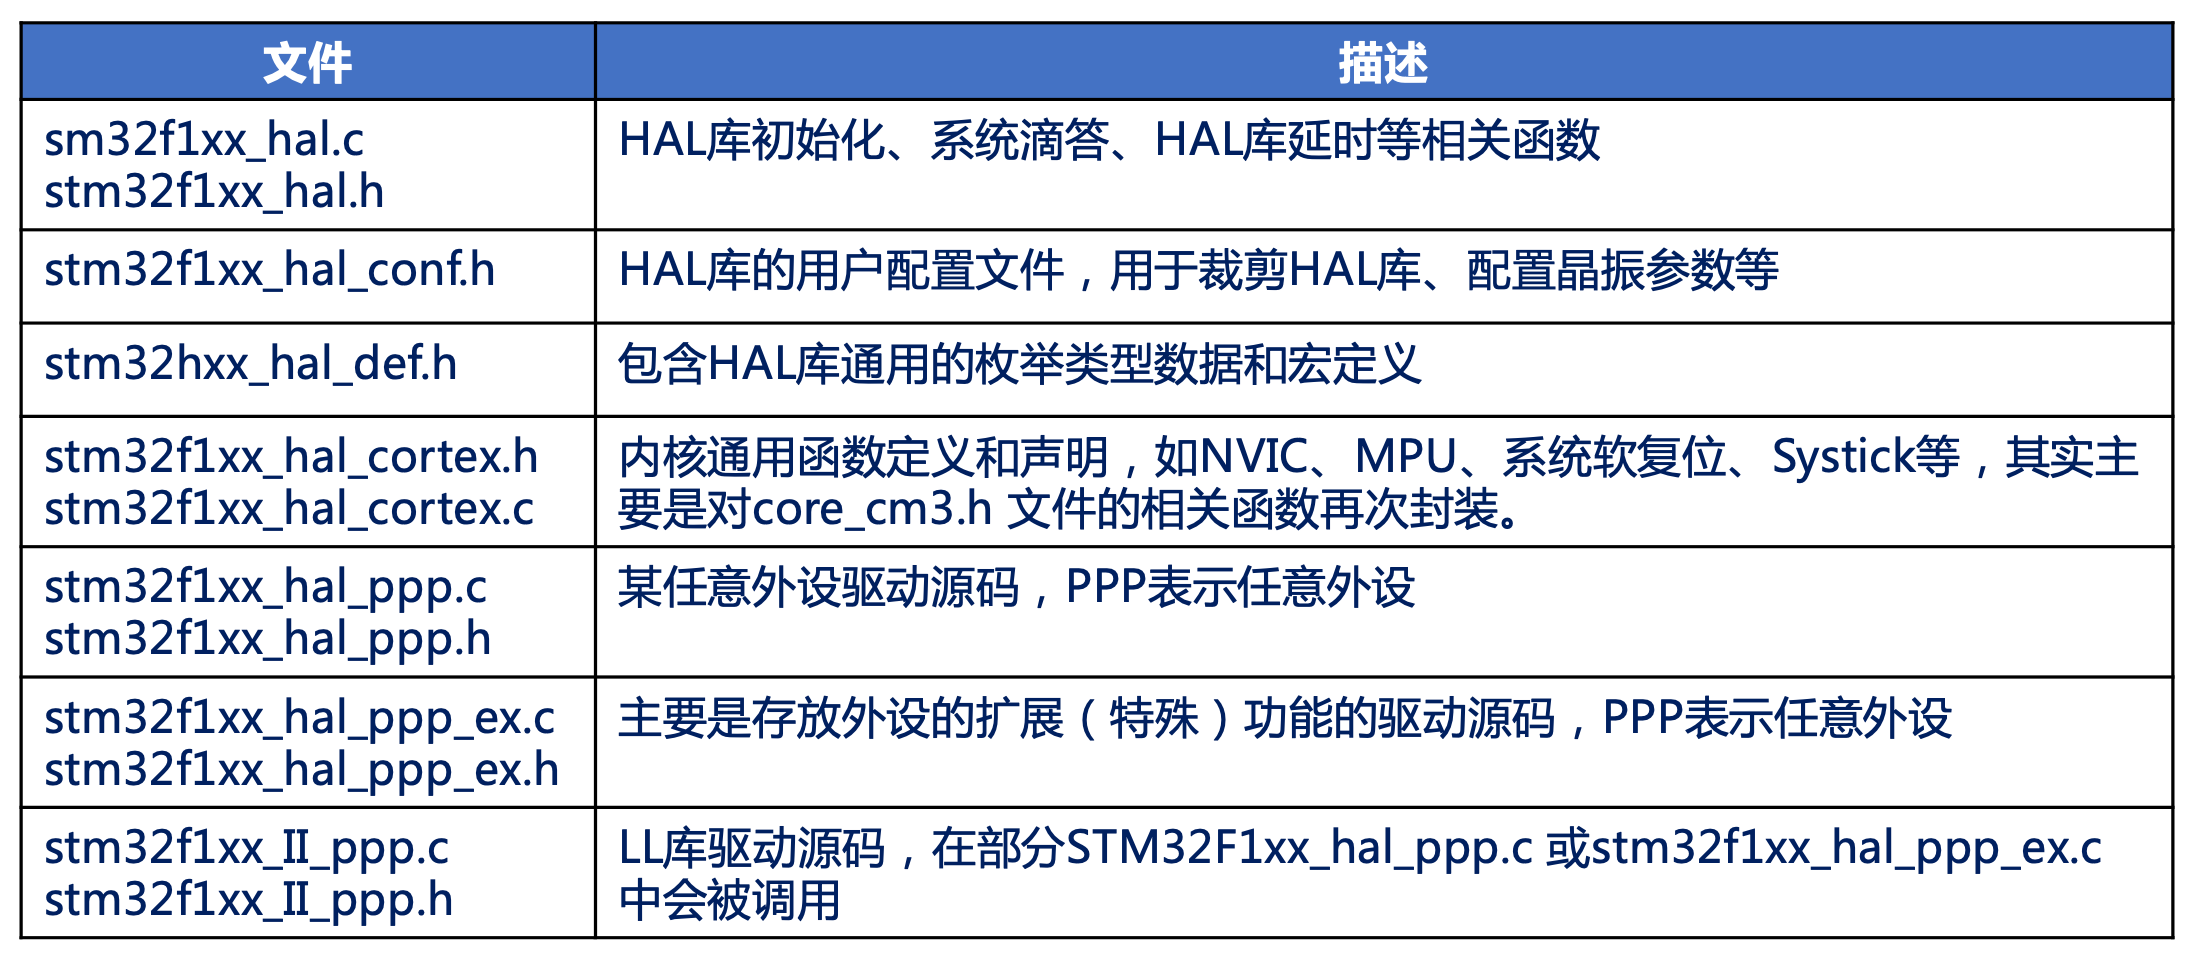 文件
描述
sm32f1xx_hal.c
stm32f1xx_hal.h
HAL库初始化、系统滴答、HAL库延时等相关函数
stm32f1xx_hal_conf.h
HAL库的用户配置文件，用于裁剪HAL库、配置晶振参数等
stm32hxx_hal_def.h
包含HAL库通用的枚举类型数据和宏定义
stm32f1xx_hal_cortex.h
stm32f1xx_hal_cortex.c
内核通用函数定义和声明，如NVIC、MPU、系统软复位、Systick等，其实主
要是对core_cm3.h 文件的相关函数再次封装。
stm32f1xx_hal_ppp.c
stm32f1xx_hal_ppp.h
某任意外设驱动源码，PPP表示任意外设
stm32f1xx_hal_ppp_ex.c
stm32f1xx_hal_ppp_ex.h
主要是存放外设的扩展（特殊）功能的驱动源码，PPP表示任意外设
stm32f1xx_II_ppp.c
stm32f1xx_II_ppp.h
LL库驱动源码，在部分STM32F1xx_hal_ppp.c 或stm32f1xx_hal_ppp_ex.c
中会被调用